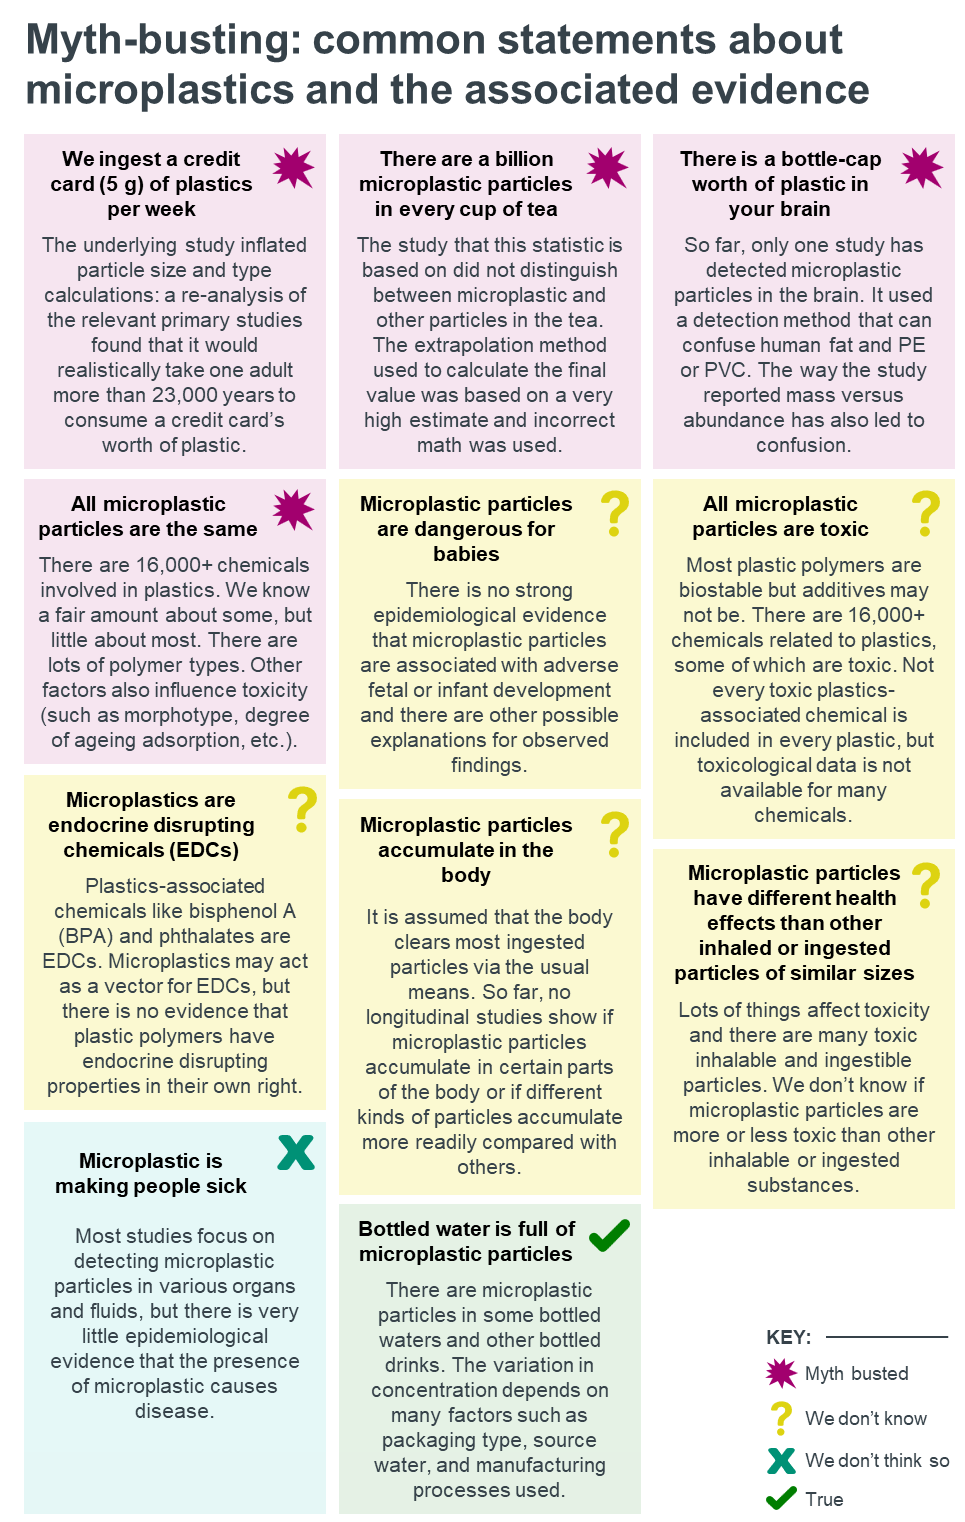 Myth-busting: common statements about
microplastics and the associated evidence
We ingest a credit
card (5 g) of plastics
per week
The underlying study inflated
particle size and type
calculations: a re-analysis of
the relevant primary studies
found that it would
realistically take one adult
more than 23,000 years to
consume a credit card's
worth of plastic.
There are a billion
microplastic particles
in every cup of tea
The study that this statistic is
based on did not distinguish
between microplastic and
other particles in the tea.
The extrapolation method
used to calculate the final
value was based on a very
high estimate and incorrect
math was used.
There is a bottle-cap
worth of plastic in
your brain
So far, only one study has
detected microplastic
particles in the brain. It used
a detection method that can
confuse human fat and PE
or PVC. The way the study
reported mass versus
abundance has also led to
confusion.
All microplastic
particles are the same
There are 16,000+ chemicals
involved in plastics. We know
a fair amount about some, but
little about most. There are
lots of polymer types. Other
factors also influence toxicity
(such as morphotype, degree
of ageing adsorption, etc.).
Microplastic particles
are dangerous for
babies
There is no strong
epidemiological evidence
that microplastic particles
are associated with adverse
fetal or infant development
and there are other possible
explanations for observed
findings.
All microplastic
particles are toxic
Most plastic polymers are
biostable but additives may
not be. There are 16,000+
chemicals related to plastics,
some of which are toxic. Not
every toxic plastics-
associated chemical is
included in every plastic, but
toxicological data is not
available for many
chemicals.
Microplastics are
endocrine disrupting
chemicals (EDCs)
Plastics-associated
chemicals like bisphenol A
(BPA) and phthalates are
EDCs. Microplastics may act
as a vector for EDCs, but
there is no evidence that
plastic polymers have
endocrine disrupting
properties in their own right.
Microplastic particles
accumulate in the
body
It is assumed that the body
clears most ingested
particles via the usual
means. So far, no
longitudinal studies show if
microplastic particles
accumulate in certain parts
of the body or if different
kinds of particles accumulate
more readily compared with
others.
Microplastic particles
have different health
effects than other
inhaled or ingested
particles of similar sizes
Lots of things affect toxicity
and there are many toxic
inhalable and ingestible
particles. We don't know if
microplastic particles are
more or less toxic than other
inhalable or ingested
substances.
Microplastic is
making people sick
Most studies focus on
detecting microplastic
particles in various organs
and fluids, but there is very
little epidemiological
evidence that the presence
of microplastic causes
disease.
Bottled water is full of
microplastic particles
There are microplastic
particles in some bottled
waters and other bottled
drinks. The variation in
concentration depends on
many factors such as
packaging type, source
water, and manufacturing
processes used.
KEY:
Myth busted
We don't know
We don't think so
True